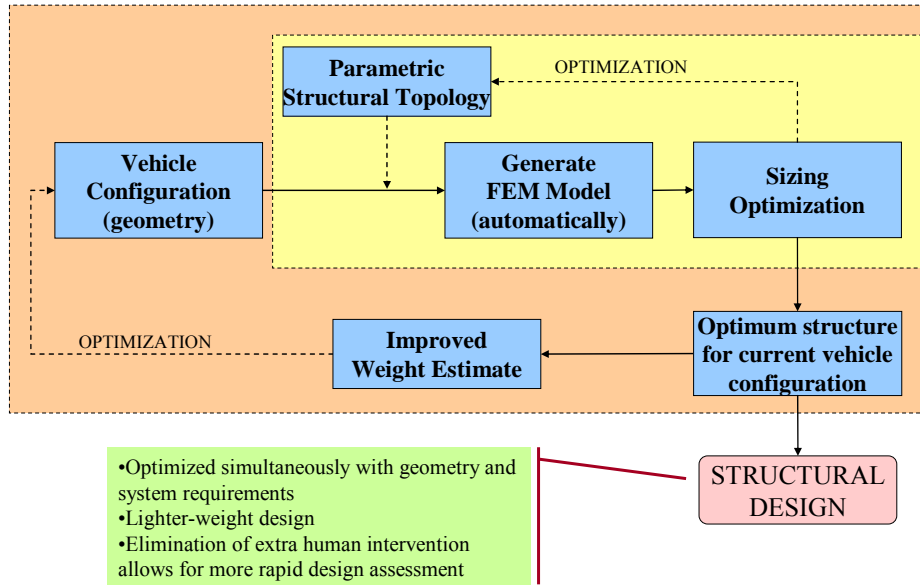 Parametric
Structural Topology
OPTIMIZATION
Vehicle
Configuration
(geometry)
Generate
FEM Model
(automatically)
Sizing
Optimization
OPTIMIZATION
Improved
Weight Estimate
Optimum structure
for current vehicle
configuration
•Optimized simultaneously with geometry and
system requirements
•Lighter-weight design
•Elimination of extra human intervention
allows for more rapid design assessment
STRUCTURAL
DESIGN